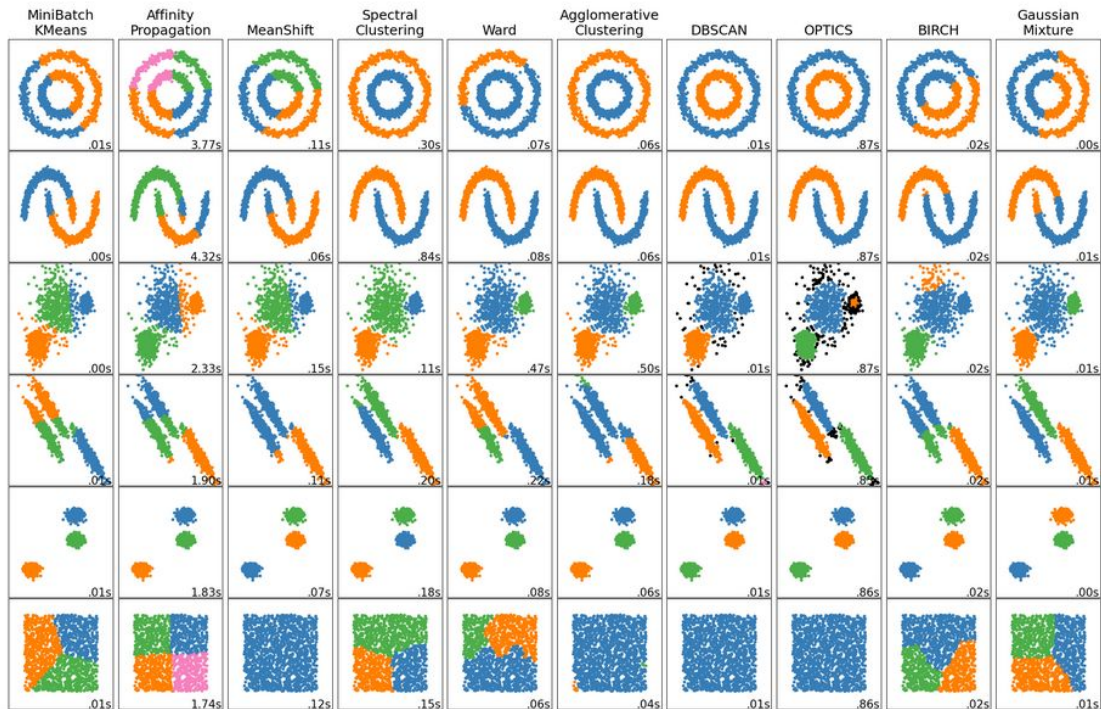 MiniBatch
KMeans
Affinity
Propagation
MeanShift
Spectral
Clustering
Ward
Agglomerative
Clustering
DBSCAN
OPTICS
BIRCH
Gaussian
Mixture
.01s 3.77s .11s .30s .07s .06s .01s .87s .02s .00s
.00s 4.32s .06s .84s .08s .06s .01s .87s .02s .01s
.00s 2.33s .15s .11s .47s .50s .01s .87s .02s .01s
.01s 1.90s .11s .20s .22s .18s .01s .02s .01s
.01s 1.83s .07s .18s .08s .06s .01s .86s .02s .00s
.01s 1.74s .12s .15s .06s .04s .01s .86s .02s .01s